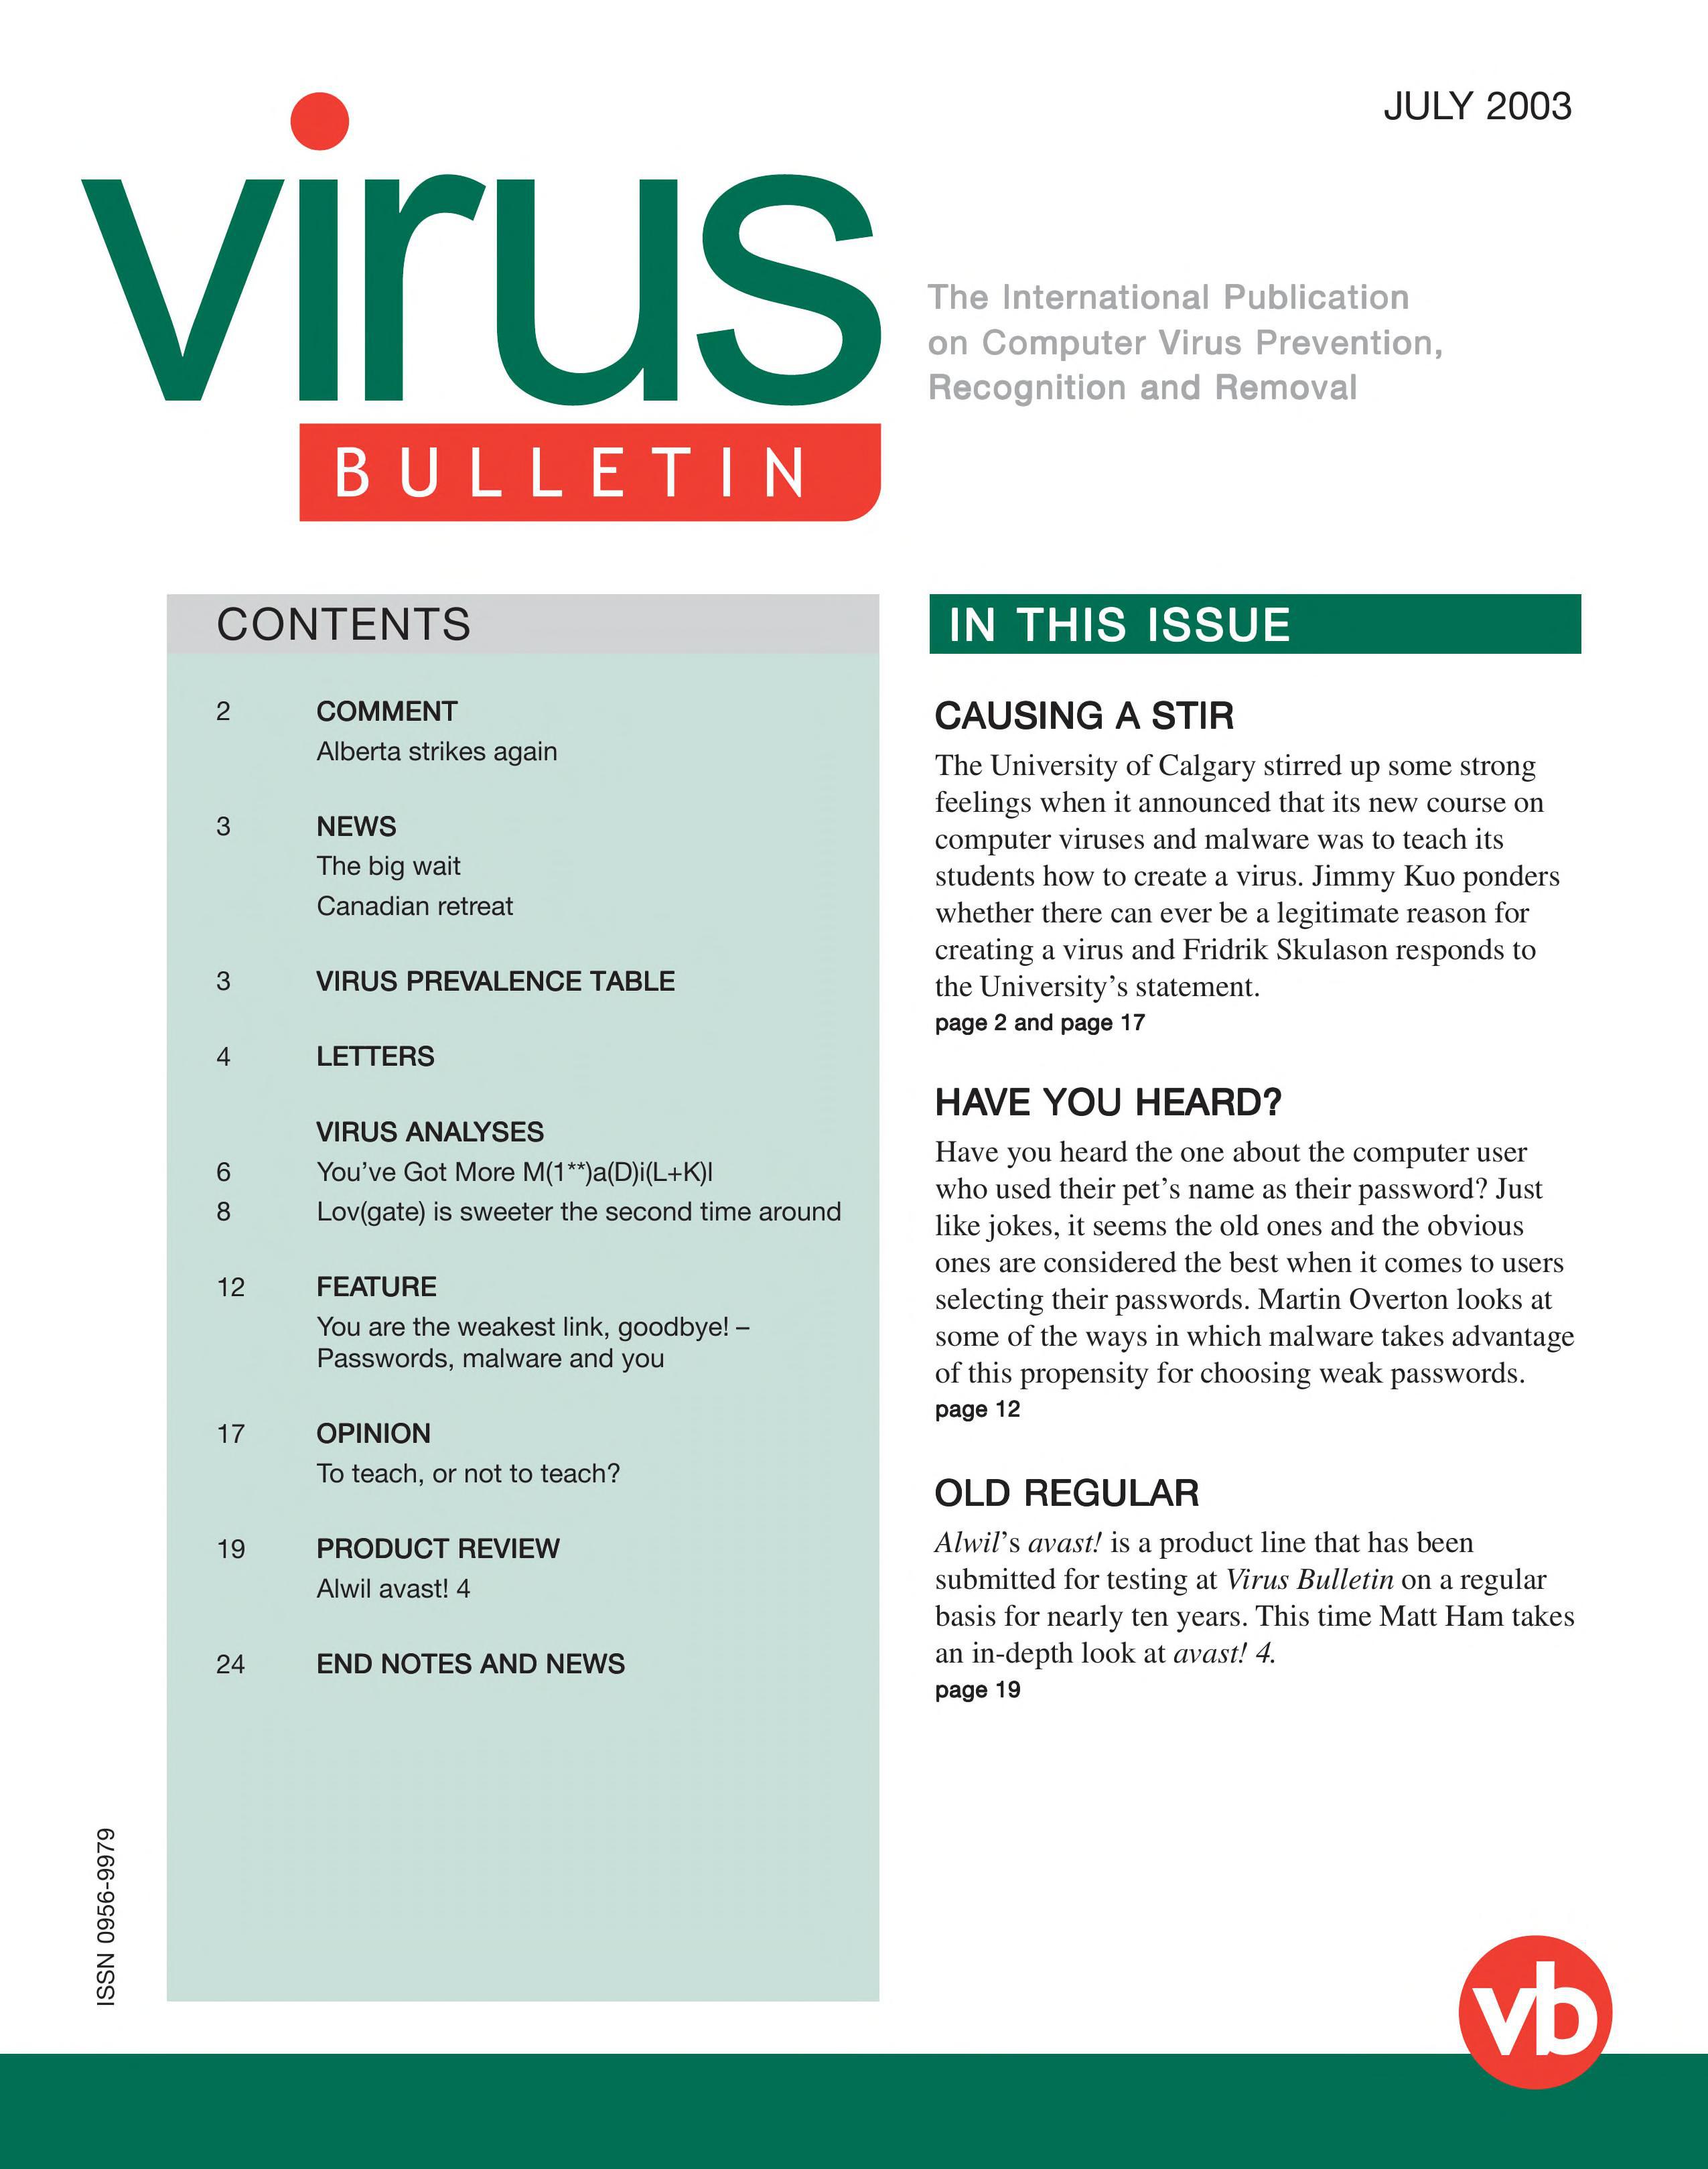 JULY 2003
virus
BULLETIN
The International Publication
on Computer Virus Prevention,
Recognition and Removal
CONTENTS
2 COMMENT
Alberta strikes again
3 NEWS
The big wait
Canadian retreat
3 VIRUS PREVALENCE TABLE
4 LETTERS
VIRUS ANALYSES
6 You’ve Got More M(1**)a(D)i(L+K)l
8 Lov(gate) is sweeter the second time around
12 FEATURE
You are the weakest link, goodbye! –
Passwords, malware and you
17 OPINION
To teach, or not to teach?
19 PRODUCT REVIEW
Alwil avast! 4
24 END NOTES AND NEWS
IN THIS ISSUE
CAUSING A STIR
The University of Calgary stirred up some strong
feelings when it announced that its new course on
computer viruses and malware was to teach its
students how to create a virus. Jimmy Kuo ponders
whether there can ever be a legitimate reason for
creating a virus and Fridrik Skulason responds to
the University’s statement.
page 2 and page 17
HAVE YOU HEARD?
Have you heard the one about the computer user
who used their pet’s name as their password? Just
like jokes, it seems the old ones and the obvious
ones are considered the best when it comes to users
selecting their passwords. Martin Overton looks at
some of the ways in which malware takes advantage
of this propensity for choosing weak passwords.
page 12
OLD REGULAR
Alwil’s avast! is a product line that has been
submitted for testing at Virus Bulletin on a regular
basis for nearly ten years. This time Matt Ham takes
an in-depth look at avast! 4.
page 19
ISSN 0956-9979
vb